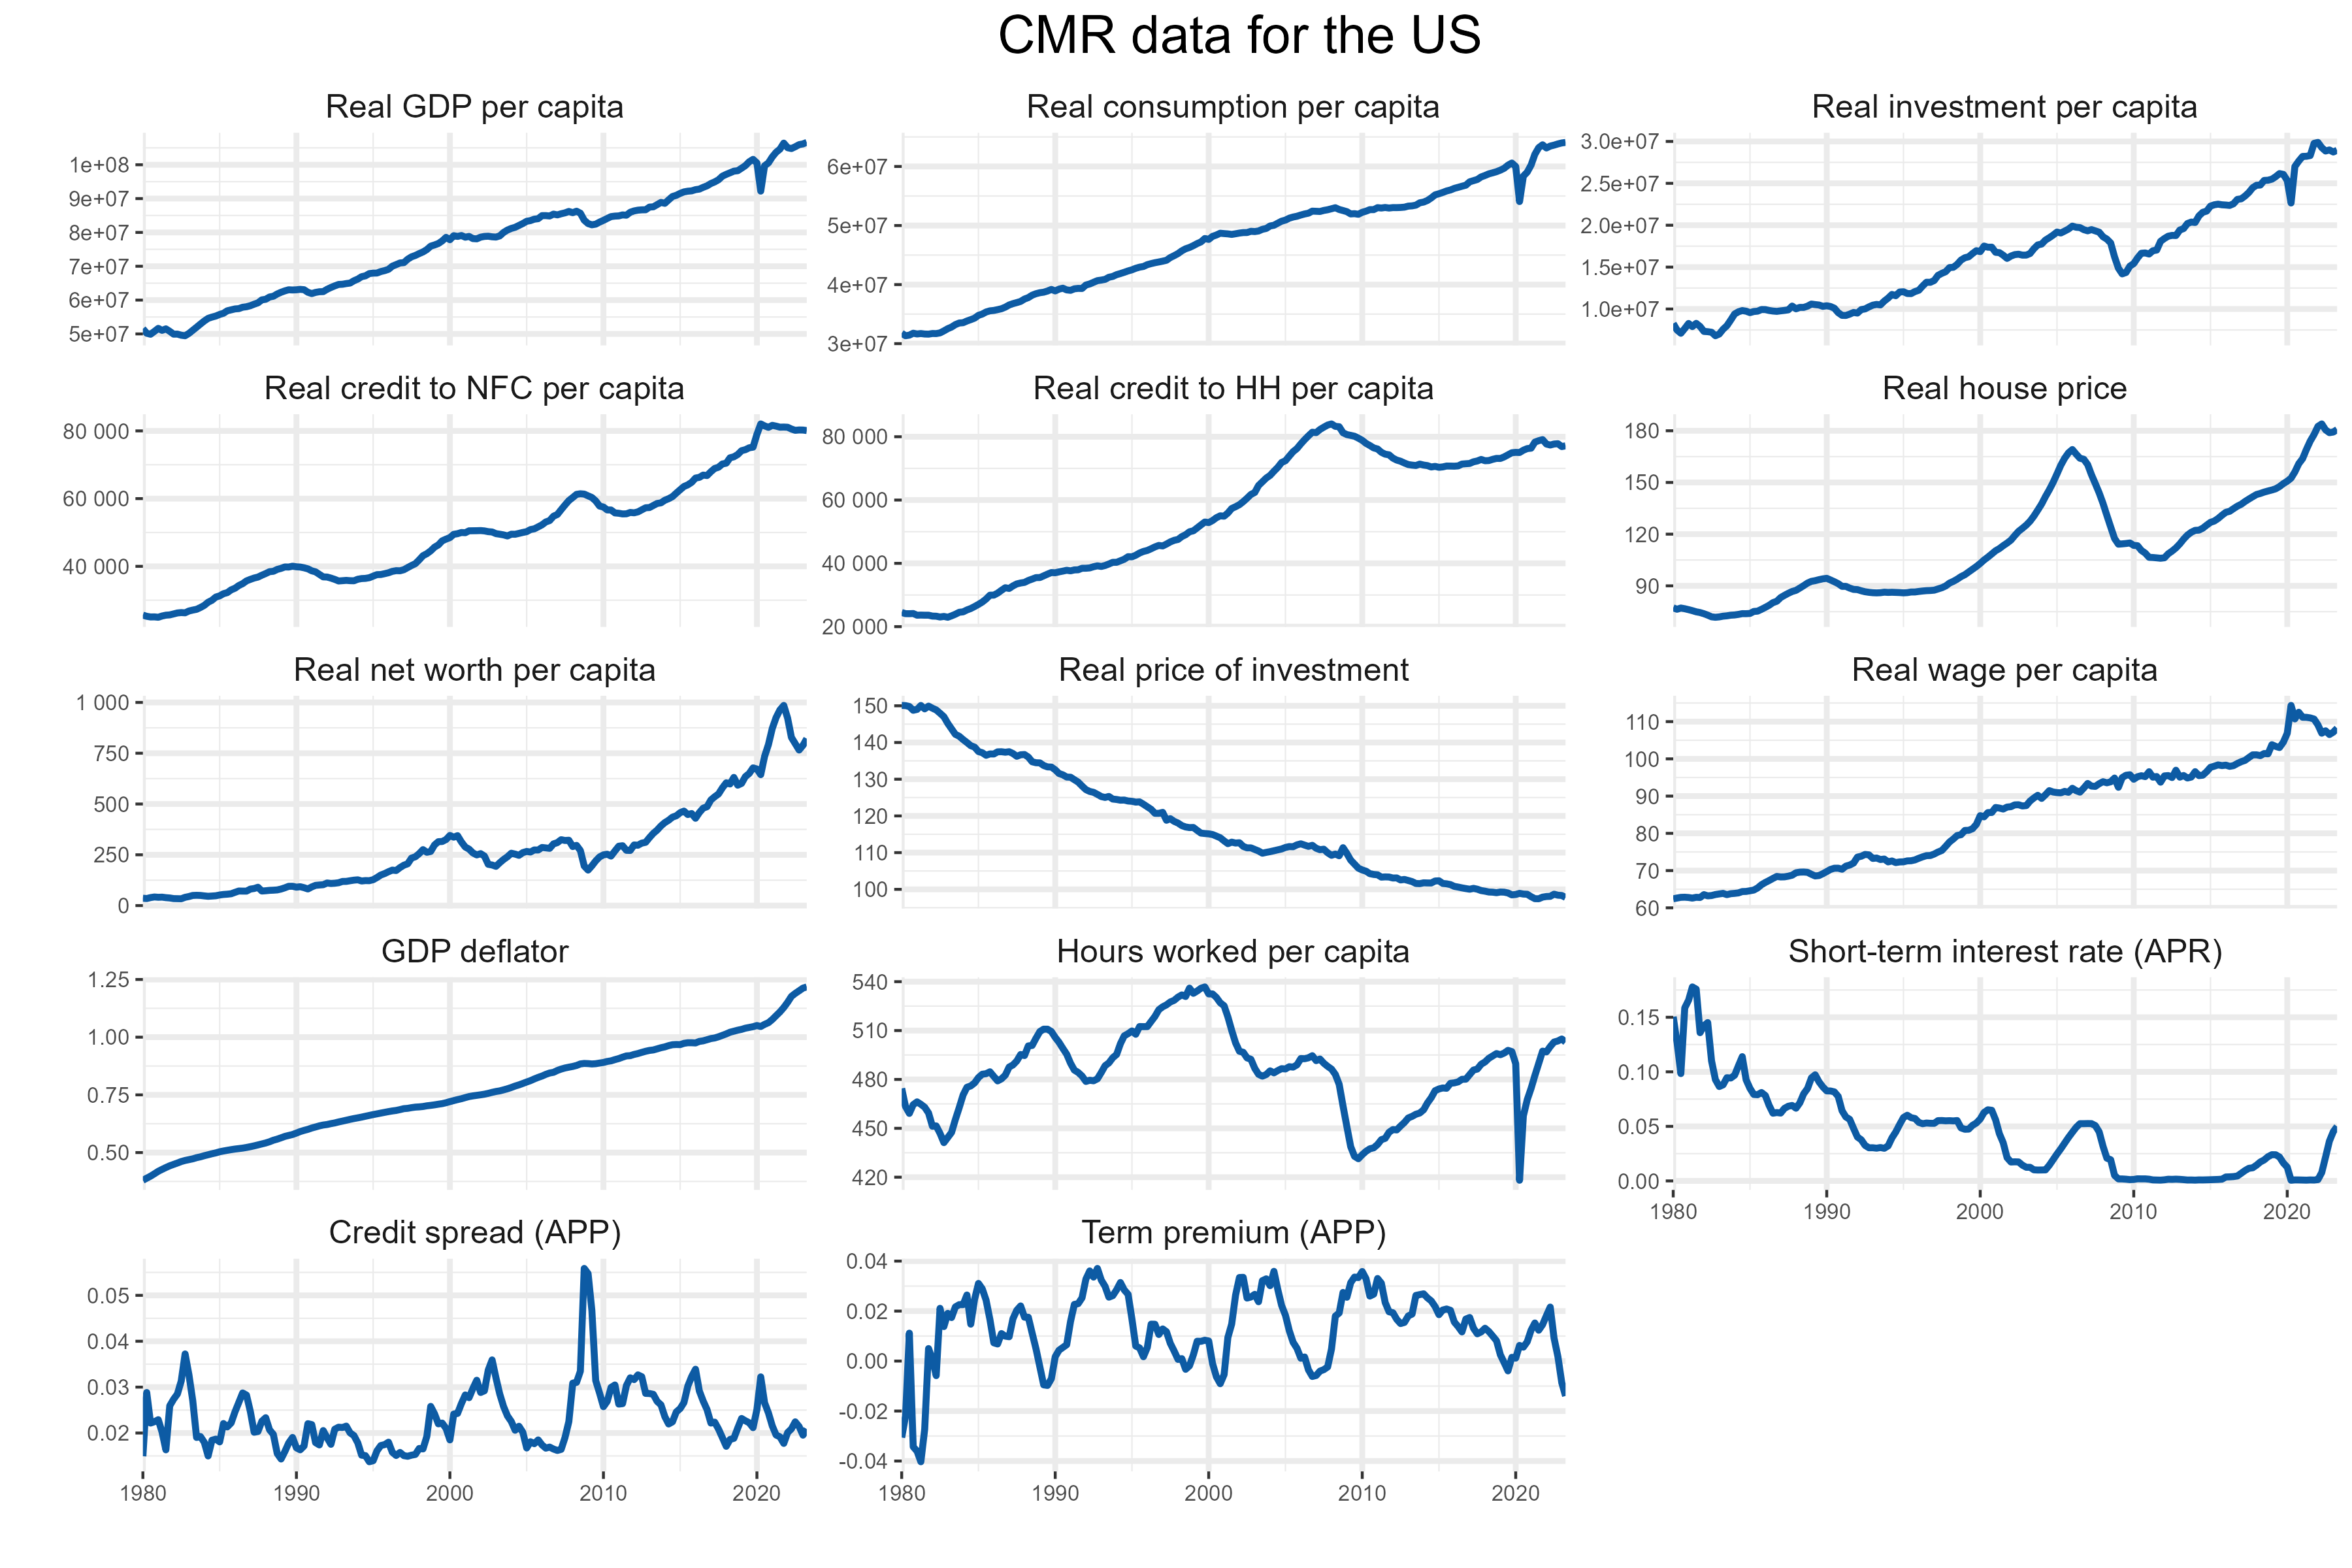 CMR data for the US
Real GDP per capita
1e+08
9e+07
8e+07
7e+07
6e+07
5e+07
Real consumption per capita
6e+07
5e+07
4e+07
3e+07
Real investment per capita
3.0e+07
2.5e+07
2.0e+07
1.5e+07
1.0e+07
Real credit to NFC per capita
80 000
60 000
40 000
Real credit to HH per capita
80 000
60 000
40 000
20 000
Real house price
180
150
120
90
Real net worth per capita
1 000
750
500
250
0
Real price of investment
150
140
130
120
110
100
Real wage per capita
110
100
90
80
70
60
GDP deflator
1.25
1.00
0.75
0.50
Hours worked per capita
540
510
480
450
420
Short-term interest rate (APR)
0.15
0.10
0.05
0.00
1980 1990 2000 2010 2020
Credit spread (APP)
0.05
0.04
0.03
0.02
1980 1990 2000 2010 2020
Term premium (APP)
0.04
0.02
0.00
-0.02
-0.04
1980 1990 2000 2010 2020